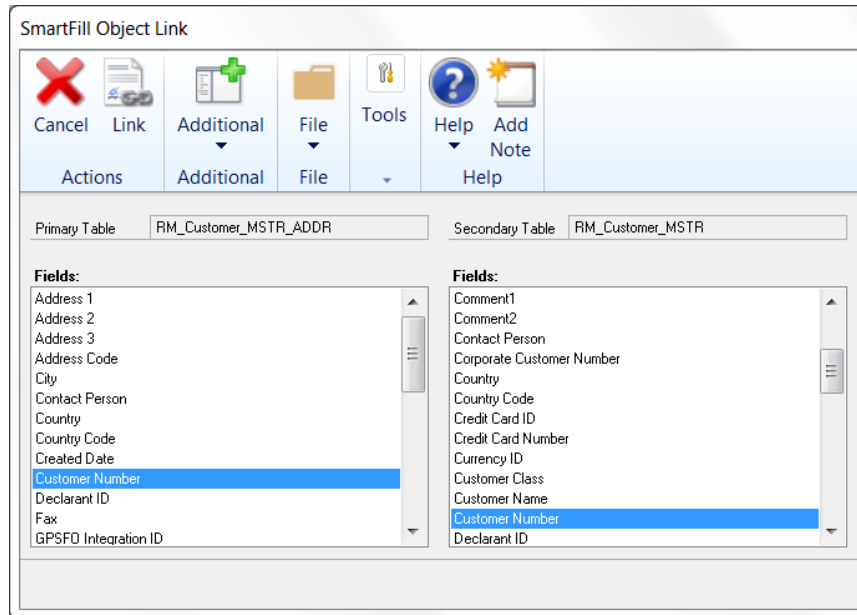 SmartFill Object Link
Cancel Link Additional File Tools Help Add Note
Actions Additional File Help
Primary Table RM_Customer_MSTR_ADDR Secondary Table RM_Customer_MSTR
Fields:
Address 1
Address 2
Address 3
Address Code
City
Contact Person
Country
Country Code
Created Date
Customer Number
Declarant ID
Fax
GPSFO Integration ID
Fields:
Comment1
Comment2
Contact Person
Corporate Customer Number
Country
Country Code
Credit Card ID
Credit Card Number
Currency ID
Customer Class
Customer Name
Customer Number
Declarant ID